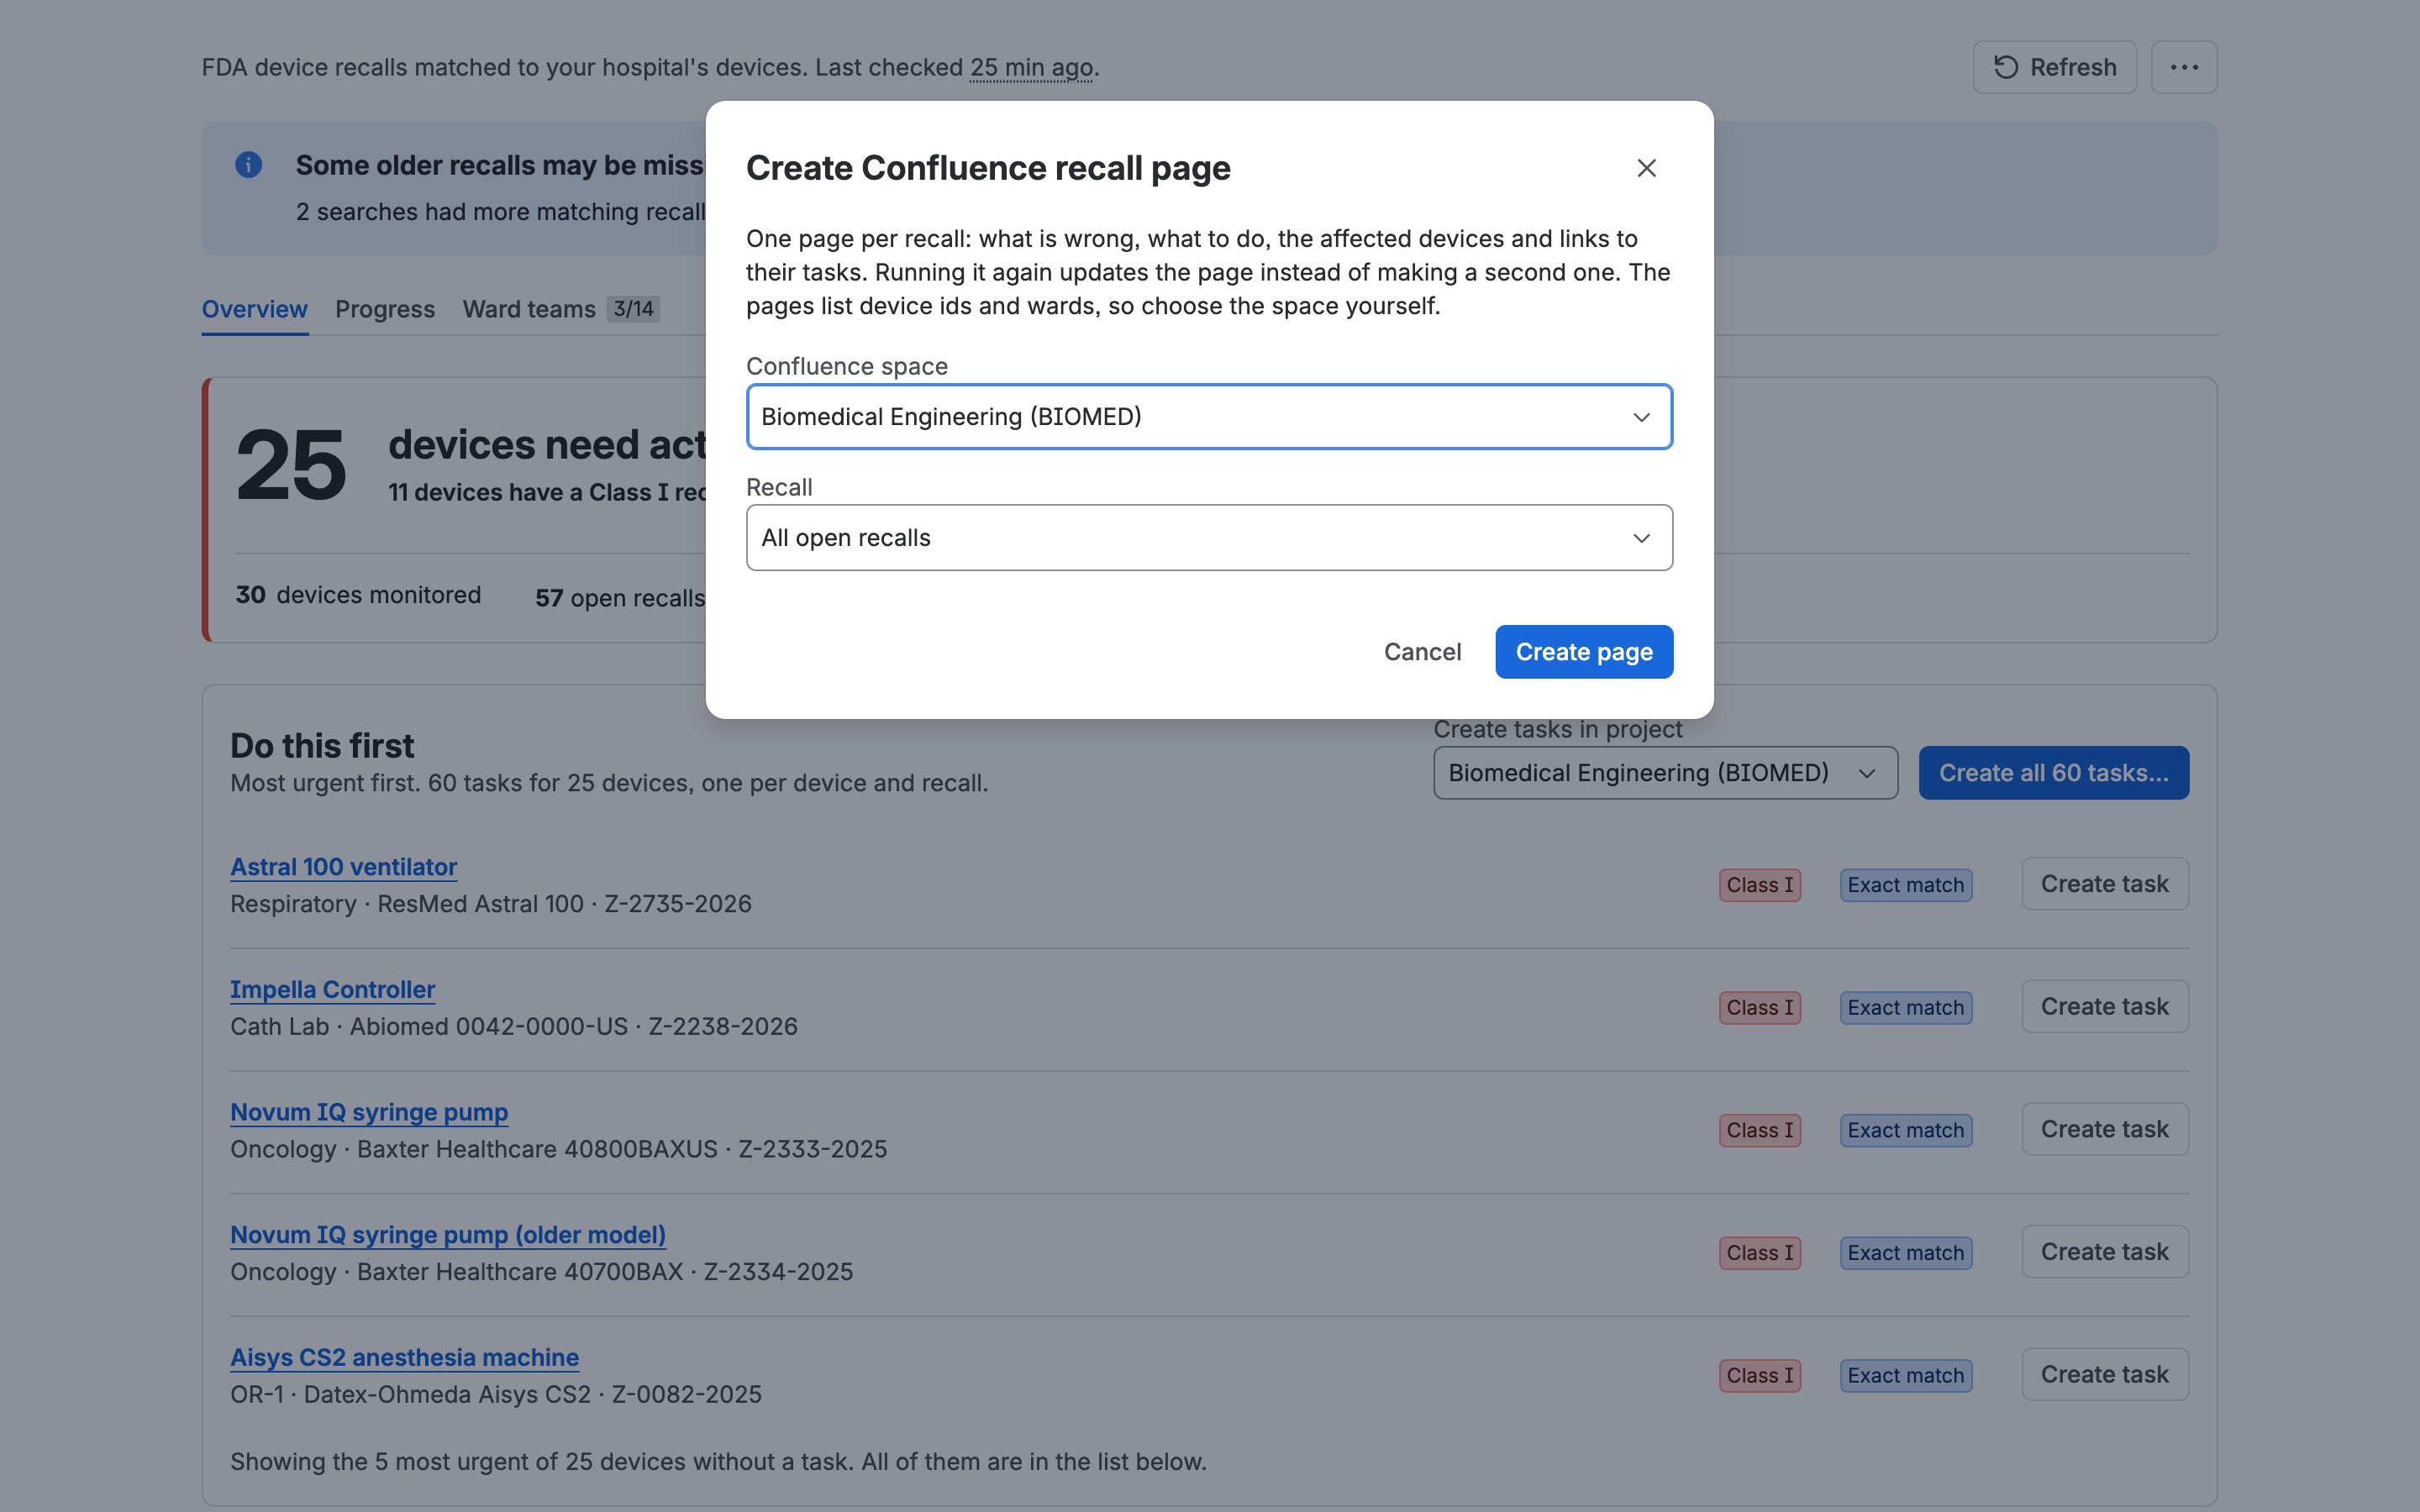 FDA device recalls matched to your hospital's devices. Last checked 25 min ago.
Refresh
Some older recalls may be
2 searches had more matching
Create Confluence recall page
One page per recall: what is wrong, what to do, the affected devices and links to
their tasks. Running it again updates the page instead of making a second one. The
pages list device ids and wards, so choose the space yourself.
Confluence space
Biomedical Engineering (BIOMED)
Recall
All open recalls
Cancel
Create page
Overview
Progress
Ward teams 3/14
25
devices need
11 devices have a Class I
30 devices monitored
57 open recalls
Do this first
Most urgent first. 60 tasks for 25 devices, one per device and recall.
Create tasks in project
Biomedical Engineering (BIOMED)
Create all 60 tasks...
Astral 100 ventilator
Respiratory · ResMed Astral 100 · Z-2735-2026
Class I
Exact match
Create task
Impella Controller
Cath Lab · Abiomed 0042-0000-US · Z-2238-2026
Class I
Exact match
Create task
Novum IQ syringe pump
Oncology · Baxter Healthcare 40800BAXUS · Z-2333-2025
Class I
Exact match
Create task
Novum IQ syringe pump (older model)
Oncology · Baxter Healthcare 40700BAX · Z-2334-2025
Class I
Exact match
Create task
Aisys CS2 anesthesia machine
OR-1 · Datex-Ohmeda Aisys CS2 · Z-0082-2025
Class I
Exact match
Create task
Showing the 5 most urgent of 25 devices without a task. All of them are in the list below.